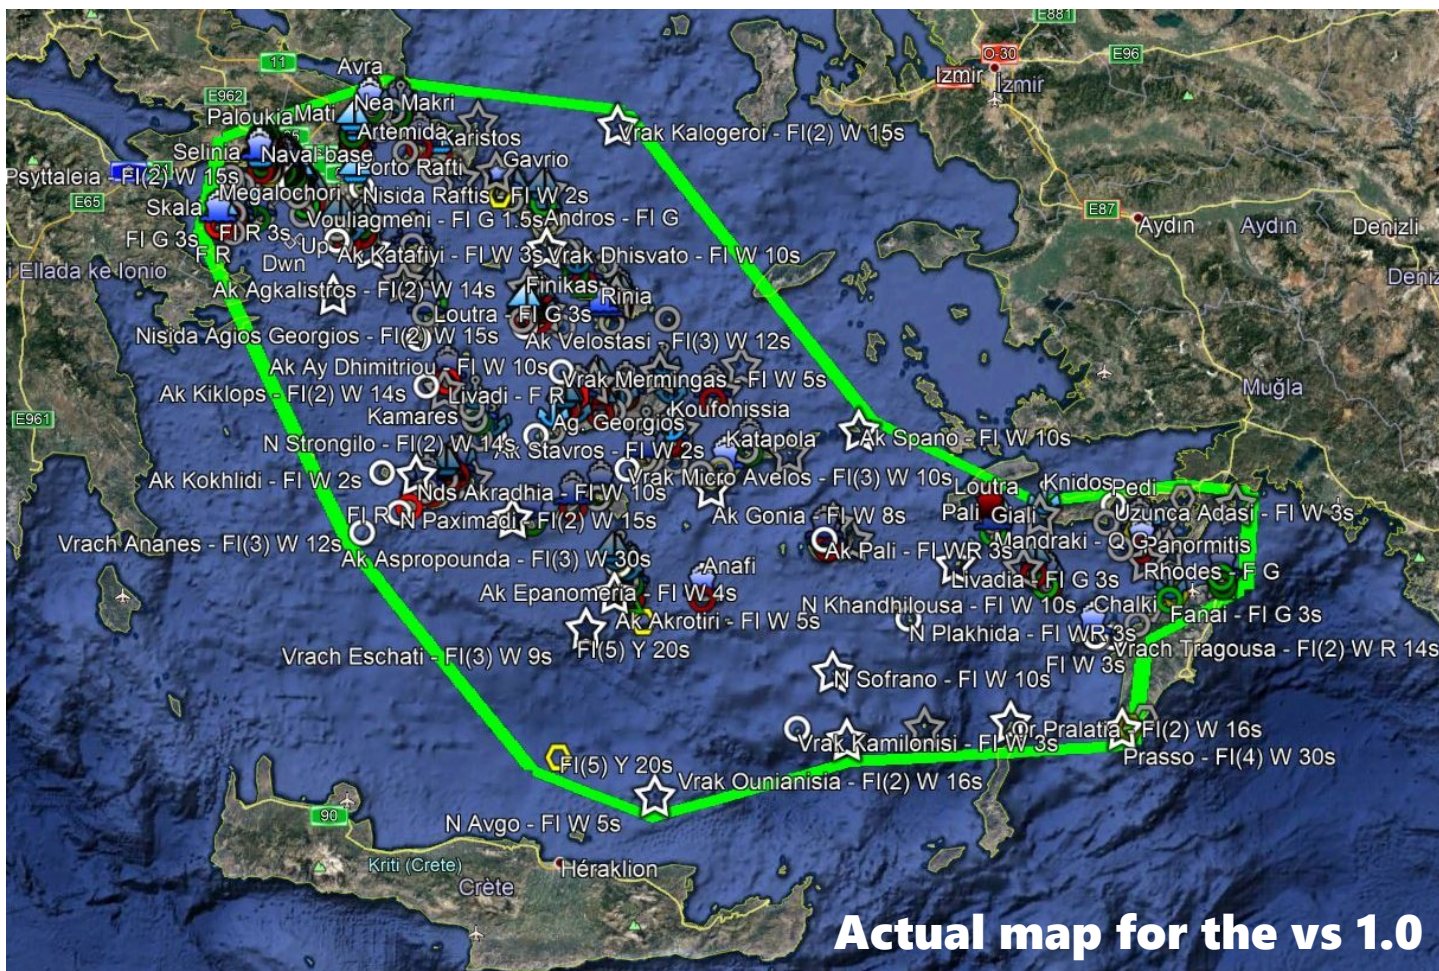 E881
11
Q-30
E96
Izmir
İzmir
Avra
E962
Nea Makri
Paloukia
Mati
Artemida
Karistos
Vrak Kalogeroi - Fl(2) W 15s
Selinia
Naval base
Gavrio
Porto Rafti
Psyttaleia - Fl(2) W 15s
Megalochori
Nisida Raftis - Fl W 2s
E65
E87
Skala
Vouliagmeni - Fl G 1.5s
Andros - Fl G
Aydın
Aydın
Denizli
Fl G 3s
Fl R 3s
Up
F R
Dwn
Ak Katafiyi - Fl W 3s
Vrak Dhisvato - Fl W 10s
i Ellada ke Ionio
Ak Agkalistros - Fl(2) W 14s
Finikas
Rinia
Loutra - Fl G 3s
Nisida Agios Georgios - Fl(2) W 15s
Ak Velostasi - Fl(3) W 12s
Ak Ay Dhimitriou - Fl W 10s
Vrak Mermingas - Fl W 5s
Muğla
Ak Kiklops - Fl(2) W 14s
Livadi - F R
E961
Kamares
Ag. Georgios
Koufonissia
N Strongilo - Fl(2) W 14s
Ak Stavros - Fl W 2s
Katapola
Ak Spano - Fl W 10s
Ak Kokhlidi - Fl W 2s
Vrak Micro Avelos - Fl(3) W 10s
Nds Akradhia - Fl W 10s
Loutra
Knidos
Pedi
Fl R
N Paximadi - Fl(2) W 15s
Ak Gonia - Fl W 8s
Pali
Giali
Uzunca Adasi - Fl W 3s
Vrach Ananes - Fl(3) W 12s
Ak Pali - Fl WR 3s
Mandraki - Q G
Panormitis
Ak Aspropounda - Fl(3) W 30s
Anafi
Livadia - Fl G 3s
Rhodes - F G
Ak Epanomeria - Fl W 4s
N Khandhilousa - Fl W 10s
Chalki
Fanai - Fl G 3s
Ak Akrotiri - Fl W 5s
N Plakhida - Fl WR 3s
Vrach Eschati - Fl(3) W 9s
Fl(5) Y 20s
Fl W 3s
Vrach Tragousa - Fl(2) W R 14s
N Sofrano - Fl W 10s
Vrak Kamilonisi - Fl W 3s
Or Pralatia - Fl(2) W 16s
Prasso - Fl(4) W 30s
Fl(5) Y 20s
Vrak Ounianisia - Fl(2) W 16s
90
N Avgo - Fl W 5s
Kriti (Crete)
Héraklion
Crète
Actual map for the vs 1.0